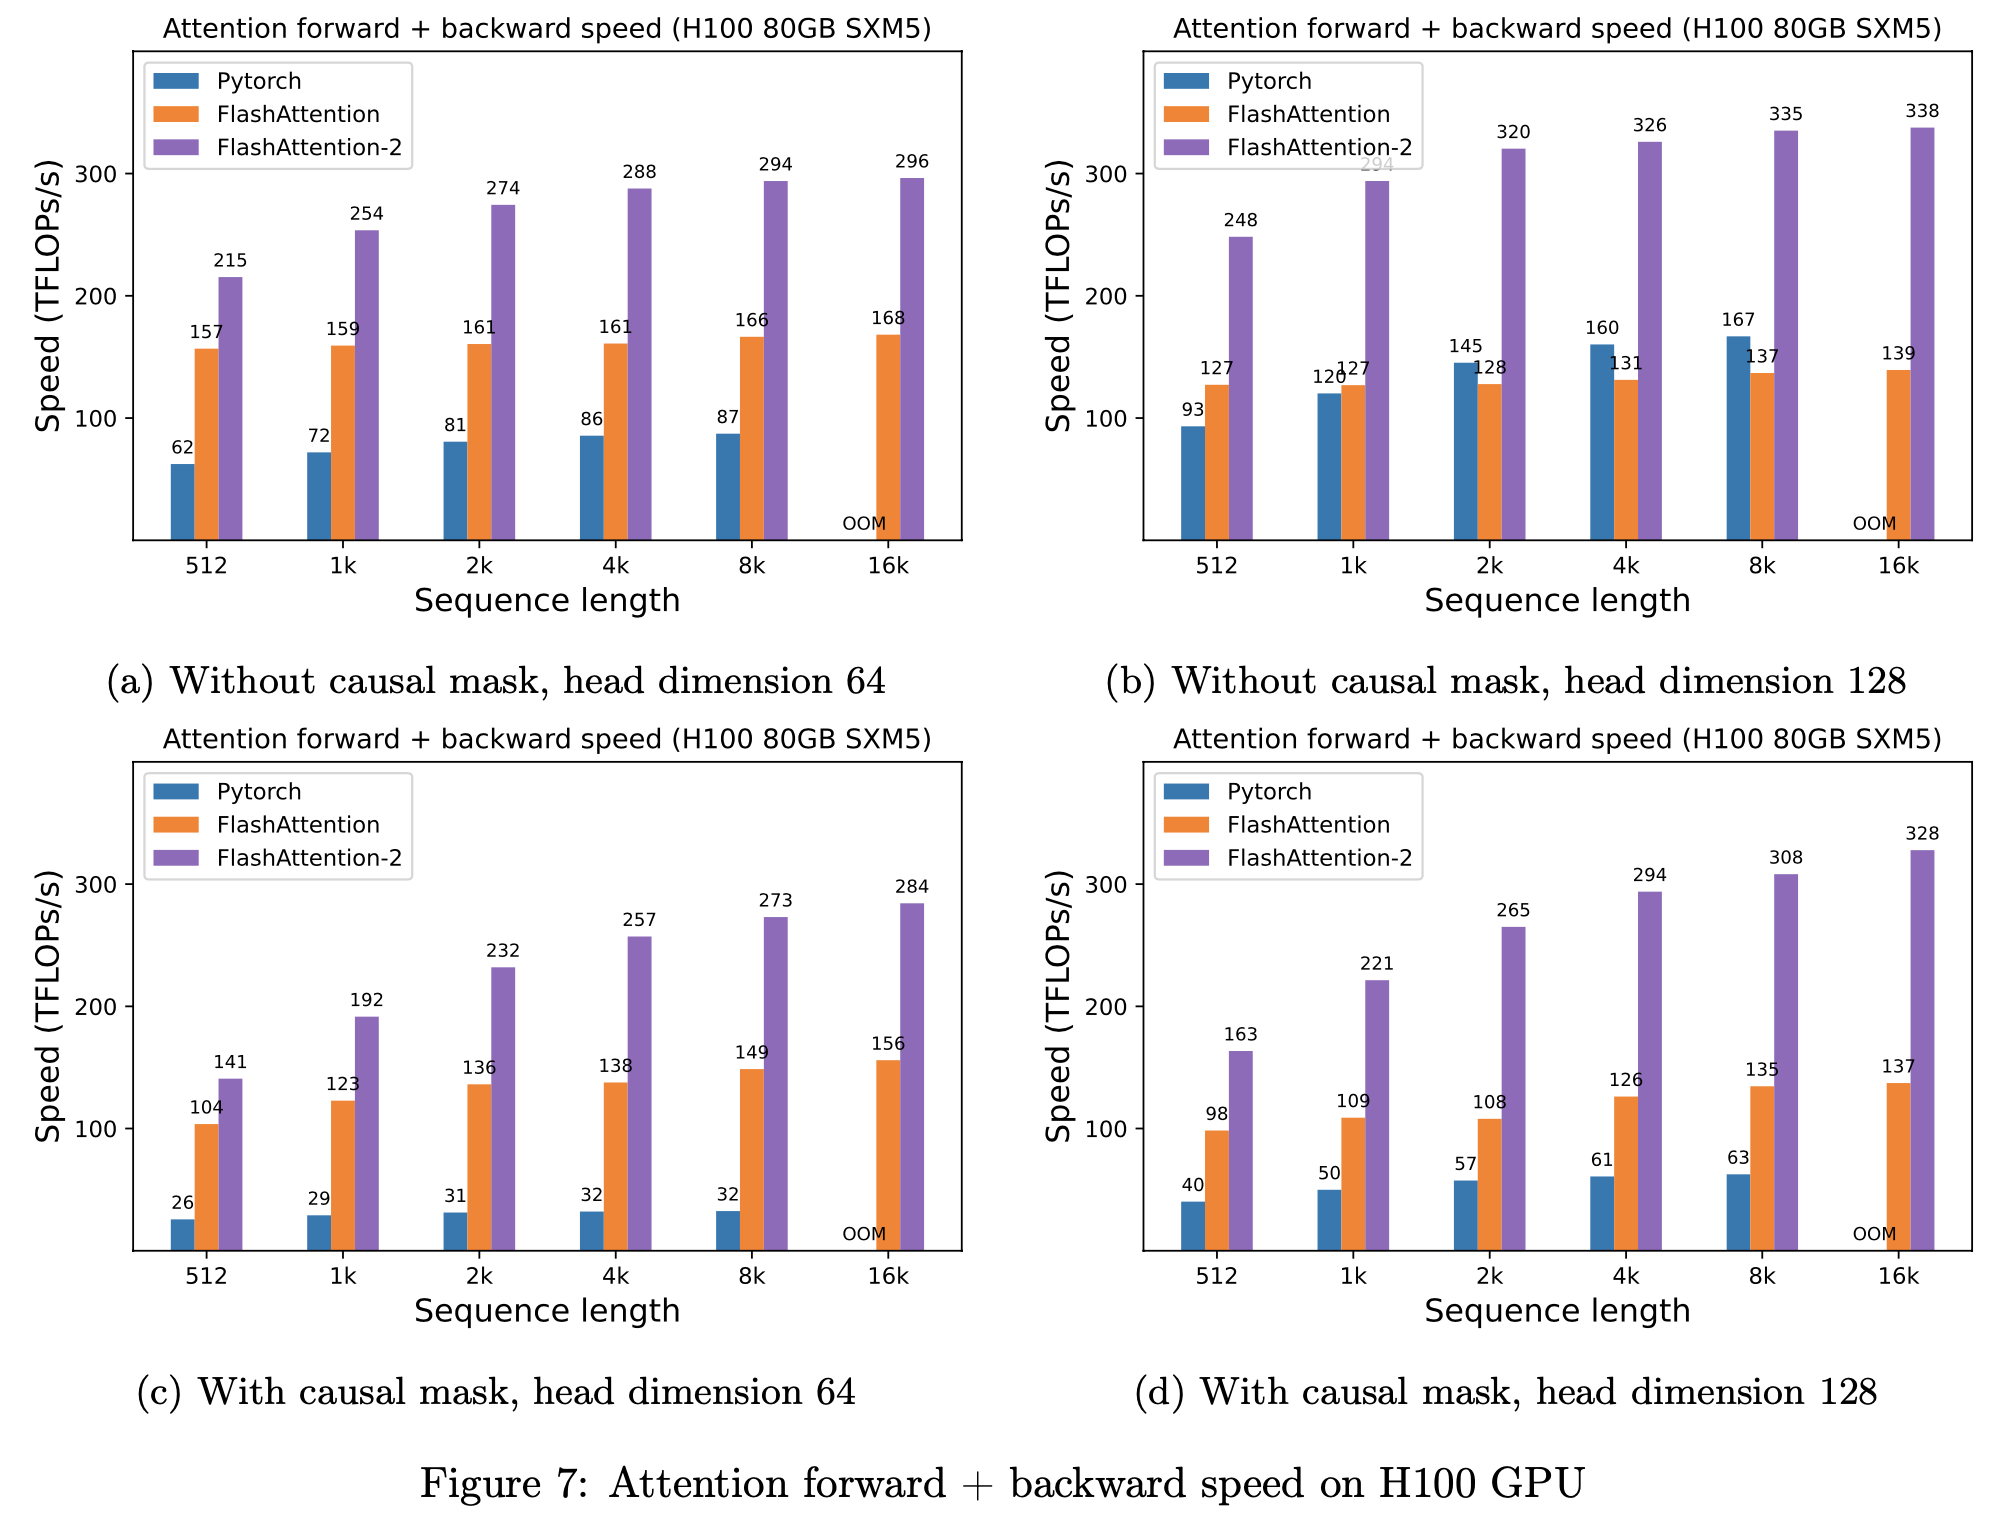 Attention forward + backward speed (H100 80GB SXM5)
Pytorch
FlashAttention
FlashAttention-2
Speed (TFLOPs/s)
300
200
100
62 157 215
72 159 254
81 161 274
86 161 288
87 166 294
OOM 168 296
512 1k 2k 4k 8k 16k
Sequence length
(a) Without causal mask, head dimension 64
Attention forward + backward speed (H100 80GB SXM5)
Pytorch
FlashAttention
FlashAttention-2
Speed (TFLOPs/s)
300
200
100
93 127 248
120 127 294
145 128 320
160 131 326
167 137 335
OOM 139 338
512 1k 2k 4k 8k 16k
Sequence length
(b) Without causal mask, head dimension 128
Attention forward + backward speed (H100 80GB SXM5)
Pytorch
FlashAttention
FlashAttention-2
Speed (TFLOPs/s)
300
200
100
26 104 141
29 123 192
31 136 232
32 138 257
32 149 273
OOM 156 284
512 1k 2k 4k 8k 16k
Sequence length
(c) With causal mask, head dimension 64
Attention forward + backward speed (H100 80GB SXM5)
Pytorch
FlashAttention
FlashAttention-2
Speed (TFLOPs/s)
300
200
100
40 98 163
50 109 221
57 108 265
61 126 294
63 135 308
OOM 137 328
512 1k 2k 4k 8k 16k
Sequence length
(d) With causal mask, head dimension 128
Figure 7: Attention forward + backward speed on H100 GPU